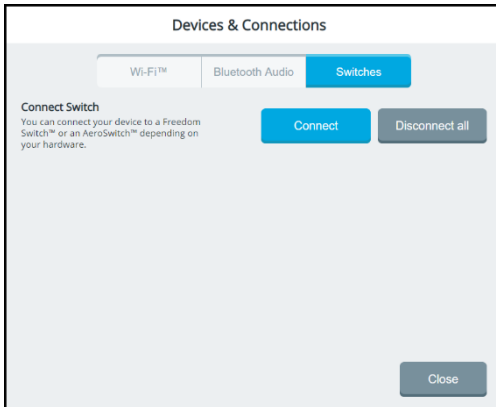 Devices & Connections
Wi-Fi™ Bluetooth Audio Switches
Connect Switch
You can connect your device to a Freedom
Switch™ or an AeroSwitch™ depending on
your hardware.
Connect Disconnect all
Close